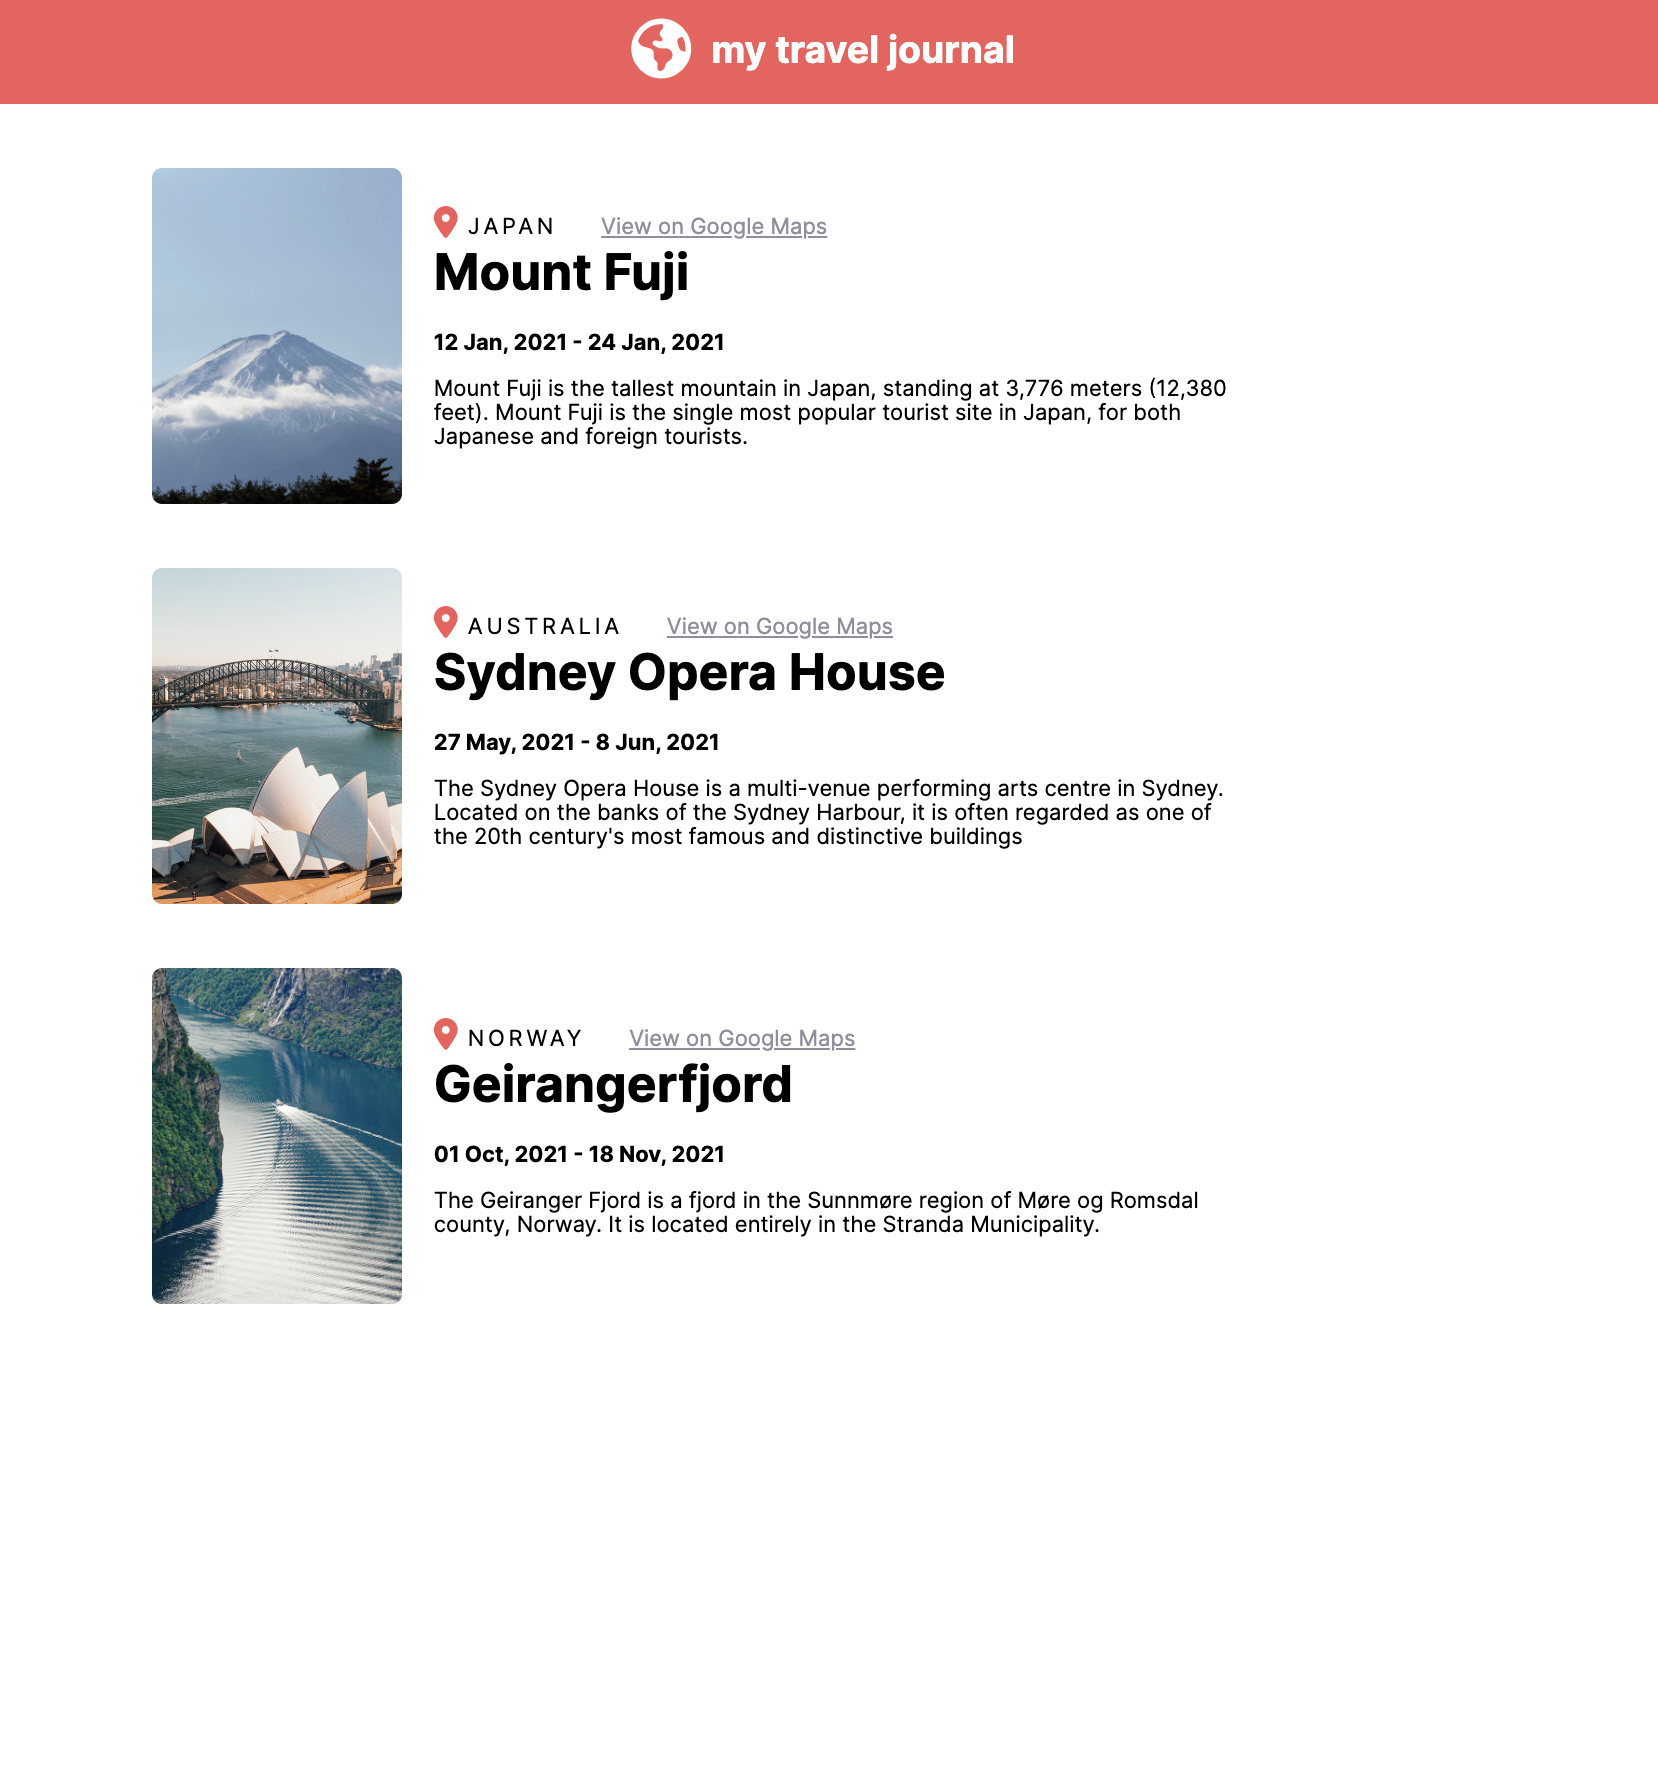 my travel journal
JAPAN View on Google Maps
Mount Fuji
12 Jan, 2021 - 24 Jan, 2021
Mount Fuji is the tallest mountain in Japan, standing at 3,776 meters (12,380
feet). Mount Fuji is the single most popular tourist site in Japan, for both
Japanese and foreign tourists.
AUSTRALIA View on Google Maps
Sydney Opera House
27 May, 2021 - 8 Jun, 2021
The Sydney Opera House is a multi-venue performing arts centre in Sydney.
Located on the banks of the Sydney Harbour, it is often regarded as one of
the 20th century's most famous and distinctive buildings
NORWAY View on Google Maps
Geirangerfjord
01 Oct, 2021 - 18 Nov, 2021
The Geiranger Fjord is a fjord in the Sunnmøre region of Møre og Romsdal
county, Norway. It is located entirely in the Stranda Municipality.